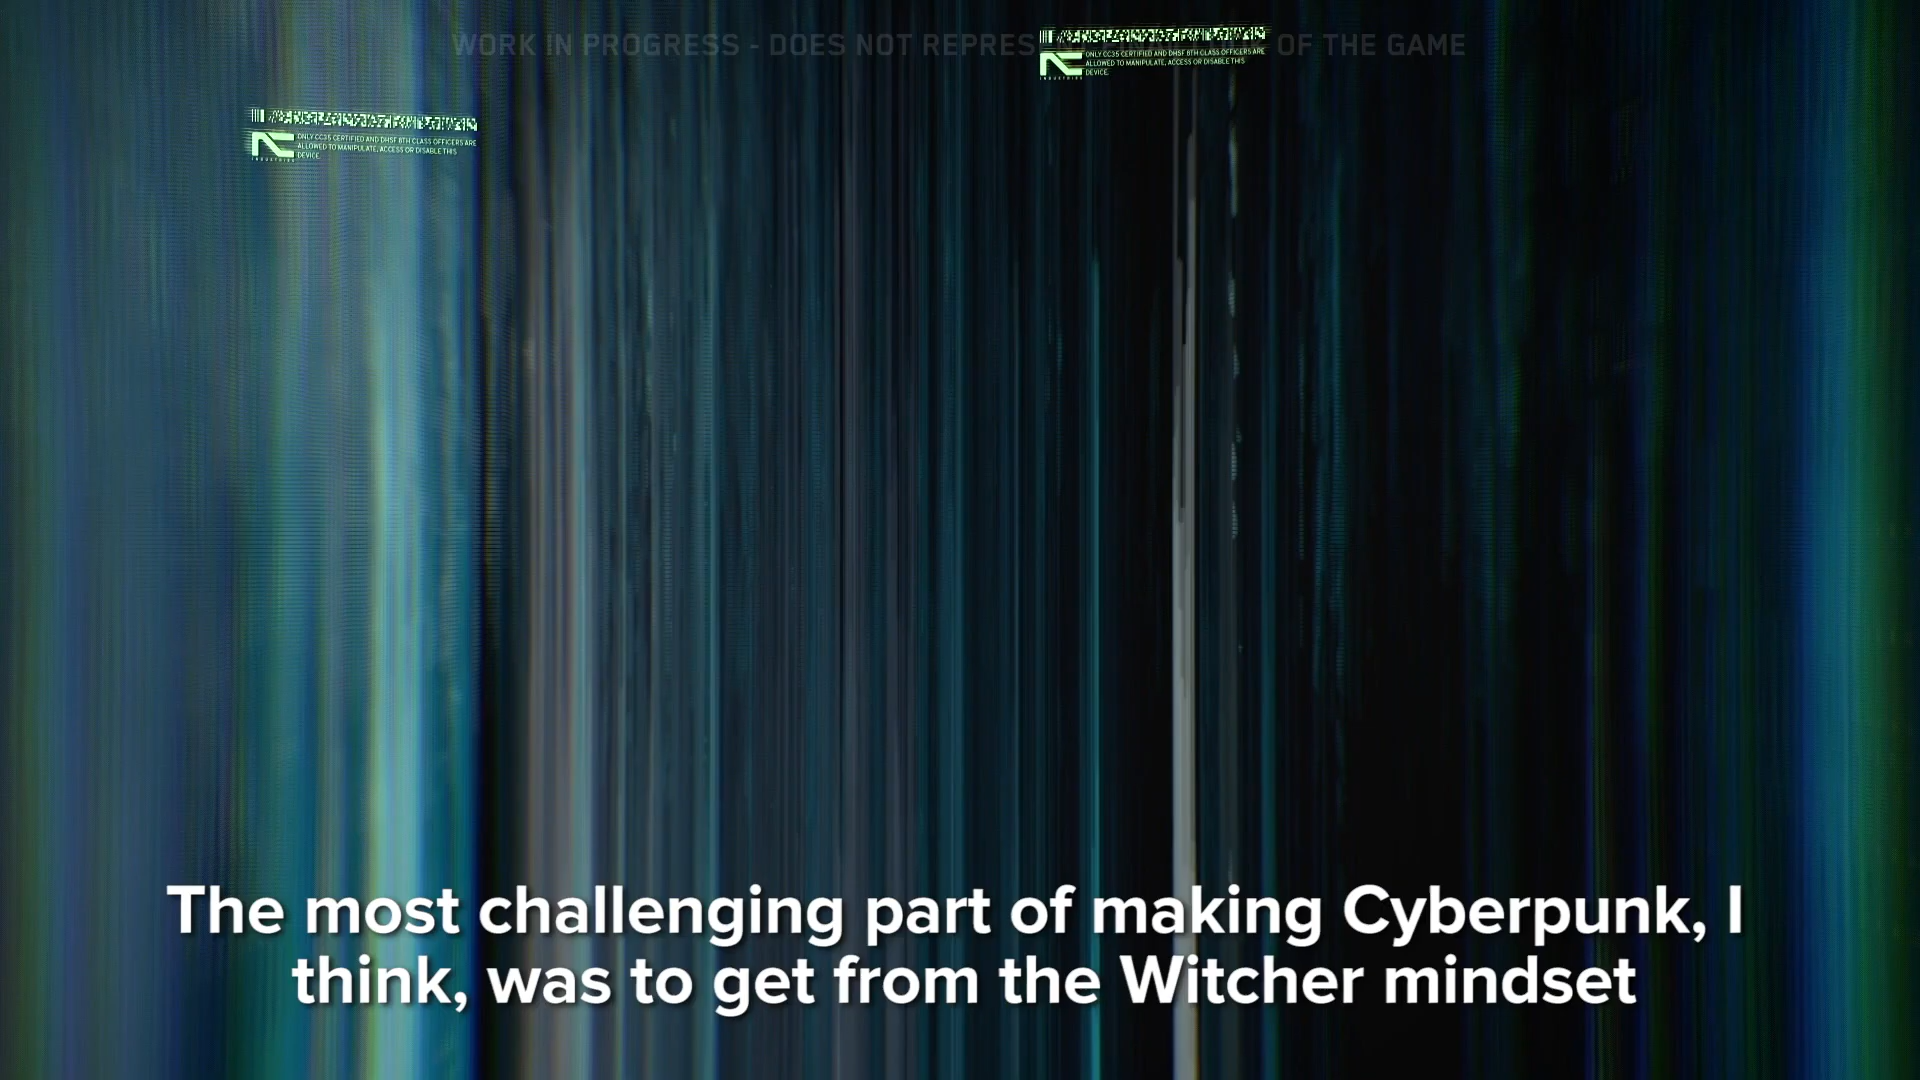 WORK IN PROGRESS - DOES NOT REPRES OF THE GAME
ONLY CC35 CERTIFIED AND DHSF 8TH CLASS OFFICERS ARE
ALLOWED TO MANIPULATE, ACCESS OR DISABLE THIS
DEVICE.
INDUSTRIES
ONLY CC35 CERTIFIED AND DHSF 8TH CLASS OFFICERS ARE
ALLOWED TO MANIPULATE, ACCESS OR DISABLE THIS
DEVICE.
INDUSTRIES
The most challenging part of making Cyberpunk, I
think, was to get from the Witcher mindset